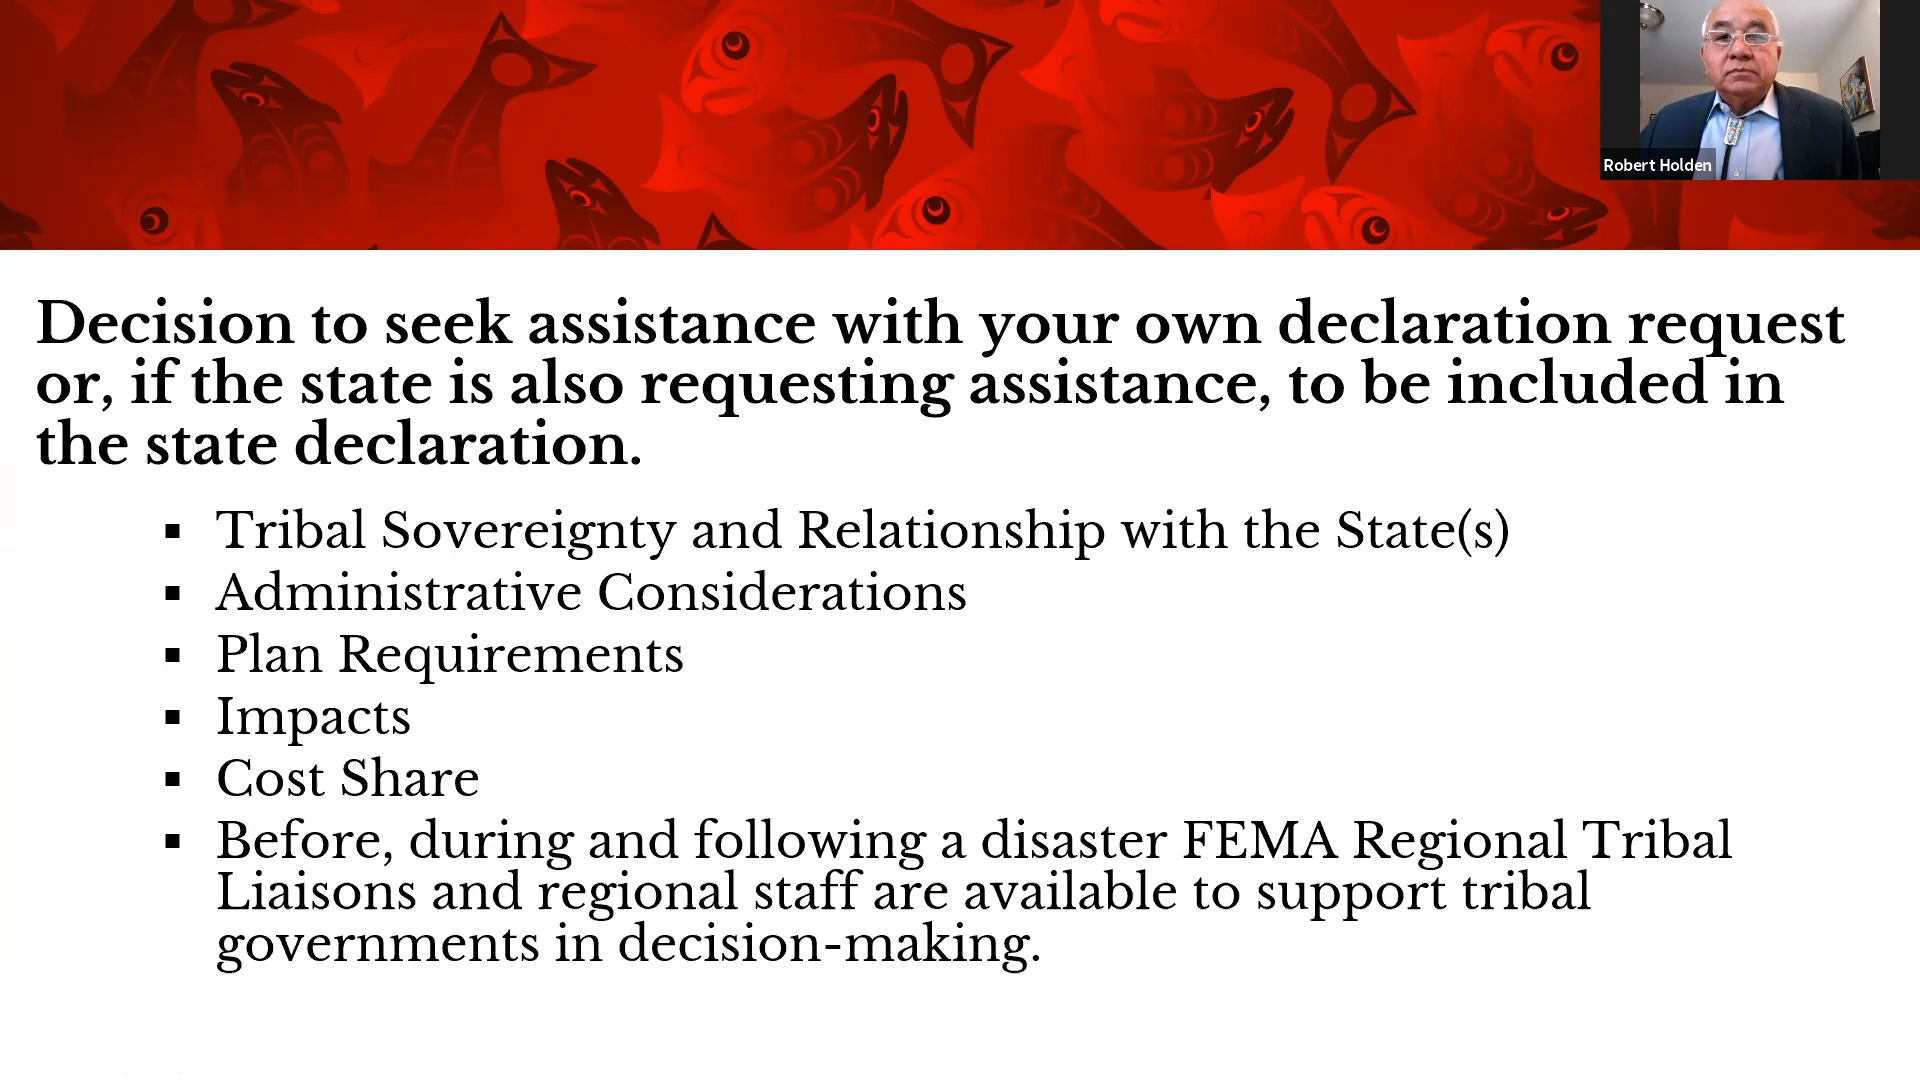 Robert Holden
Decision to seek assistance with your own declaration request
or, if the state is also requesting assistance, to be included in
the state declaration.
▪ Tribal Sovereignty and Relationship with the State(s)
▪ Administrative Considerations
▪ Plan Requirements
▪ Impacts
▪ Cost Share
▪ Before, during and following a disaster FEMA Regional Tribal
Liaisons and regional staff are available to support tribal
governments in decision-making.